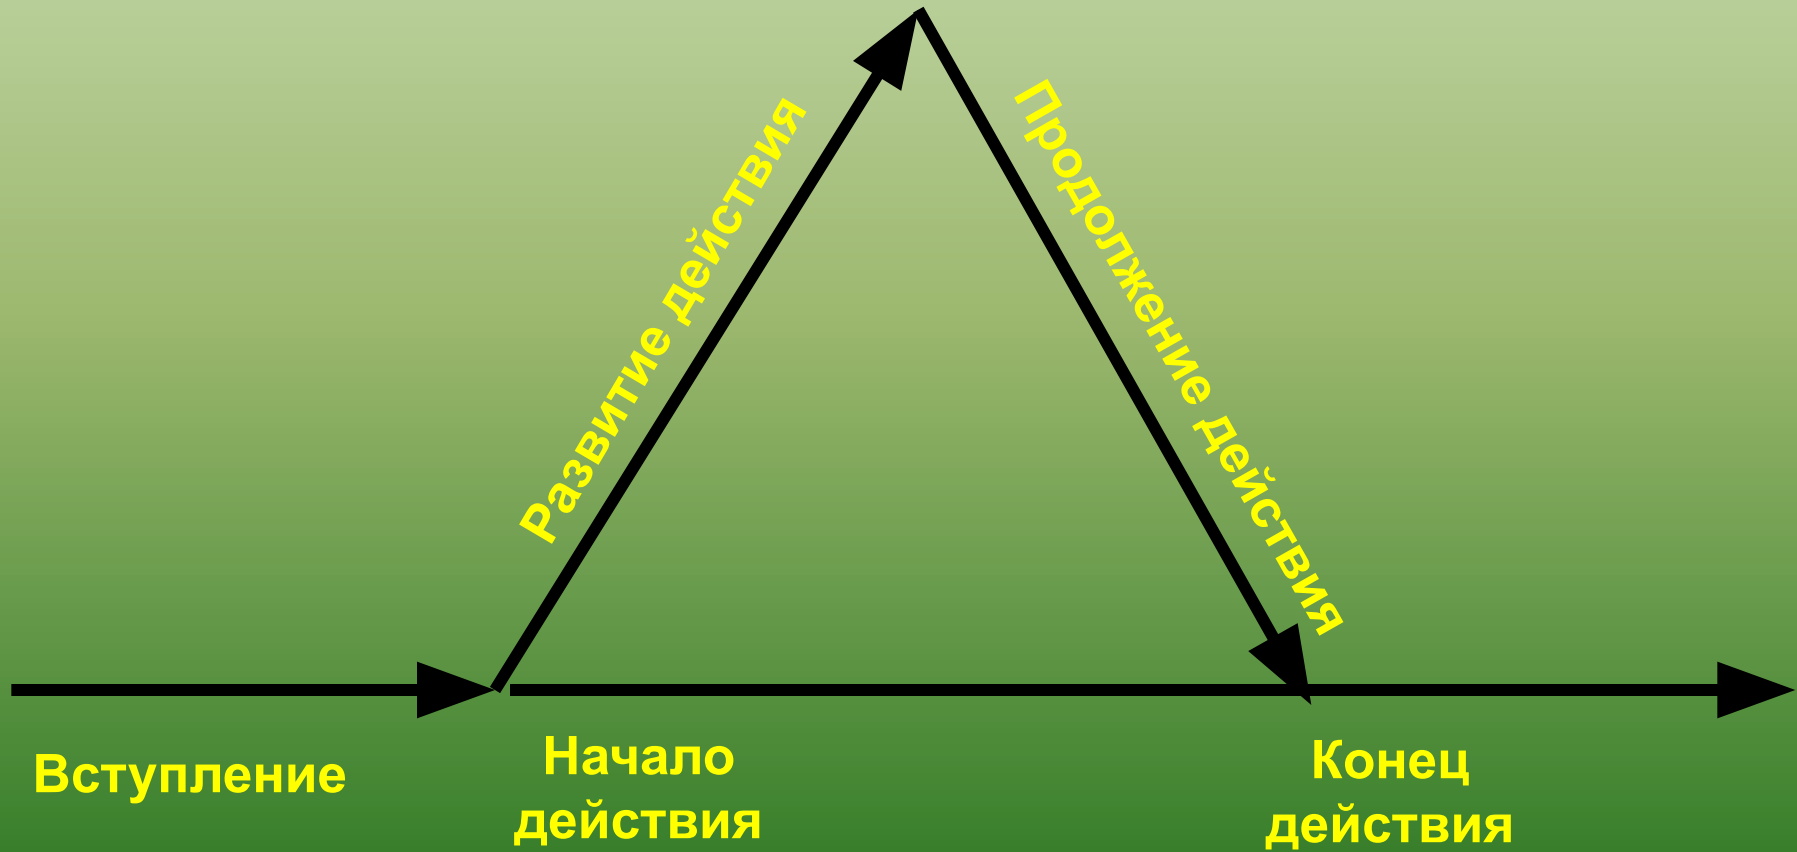 Развитие действия
Продолжение действия
Вступление
Начало
действия
Конец
действия